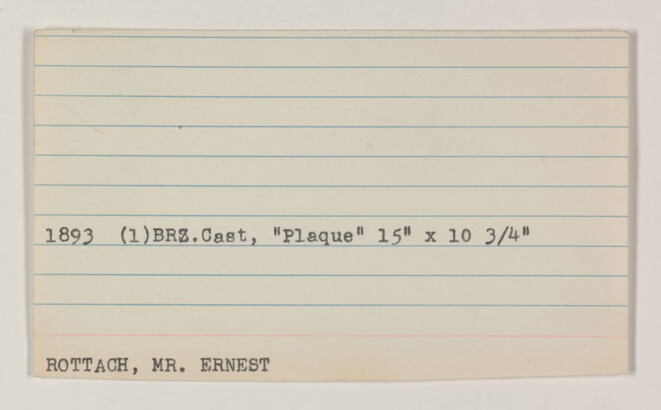 1893 (1)BRZ.Cast, "Plaque" 15" x 10 3/4"
ROTTACH, MR. ERNEST